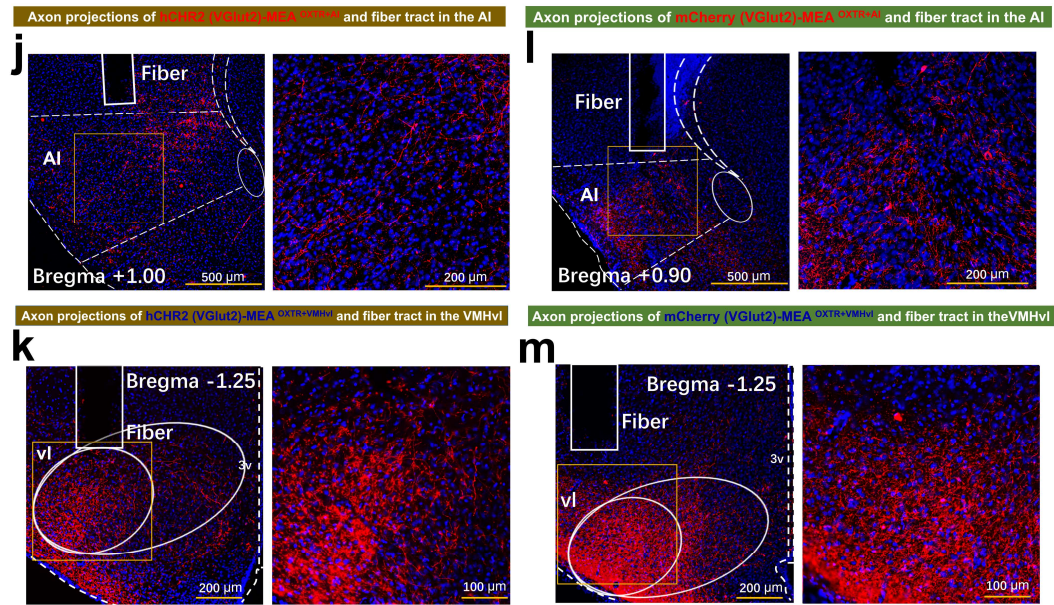 Axon projections of hCHR2 (VGlut2)-MEA OXTR+AI and fiber tract in the AI
Axon projections of mCherry (VGlut2)-MEA OXTR+AI and fiber tract in the AI
j
Fiber
AI
Bregma +1.00
500 μm
200 μm
l
Fiber
AI
Bregma +0.90
500 μm
200 μm
Axon projections of hCHR2 (VGlut2)-MEA OXTR+VMHvl and fiber tract in the VMHvl
Axon projections of mCherry (VGlut2)-MEA OXTR+VMHvl and fiber tract in theVMHvl
k
Bregma -1.25
Fiber
vl
3v
200 μm
100 μm
m
Bregma -1.25
Fiber
3v
vl
200 μm
100 μm